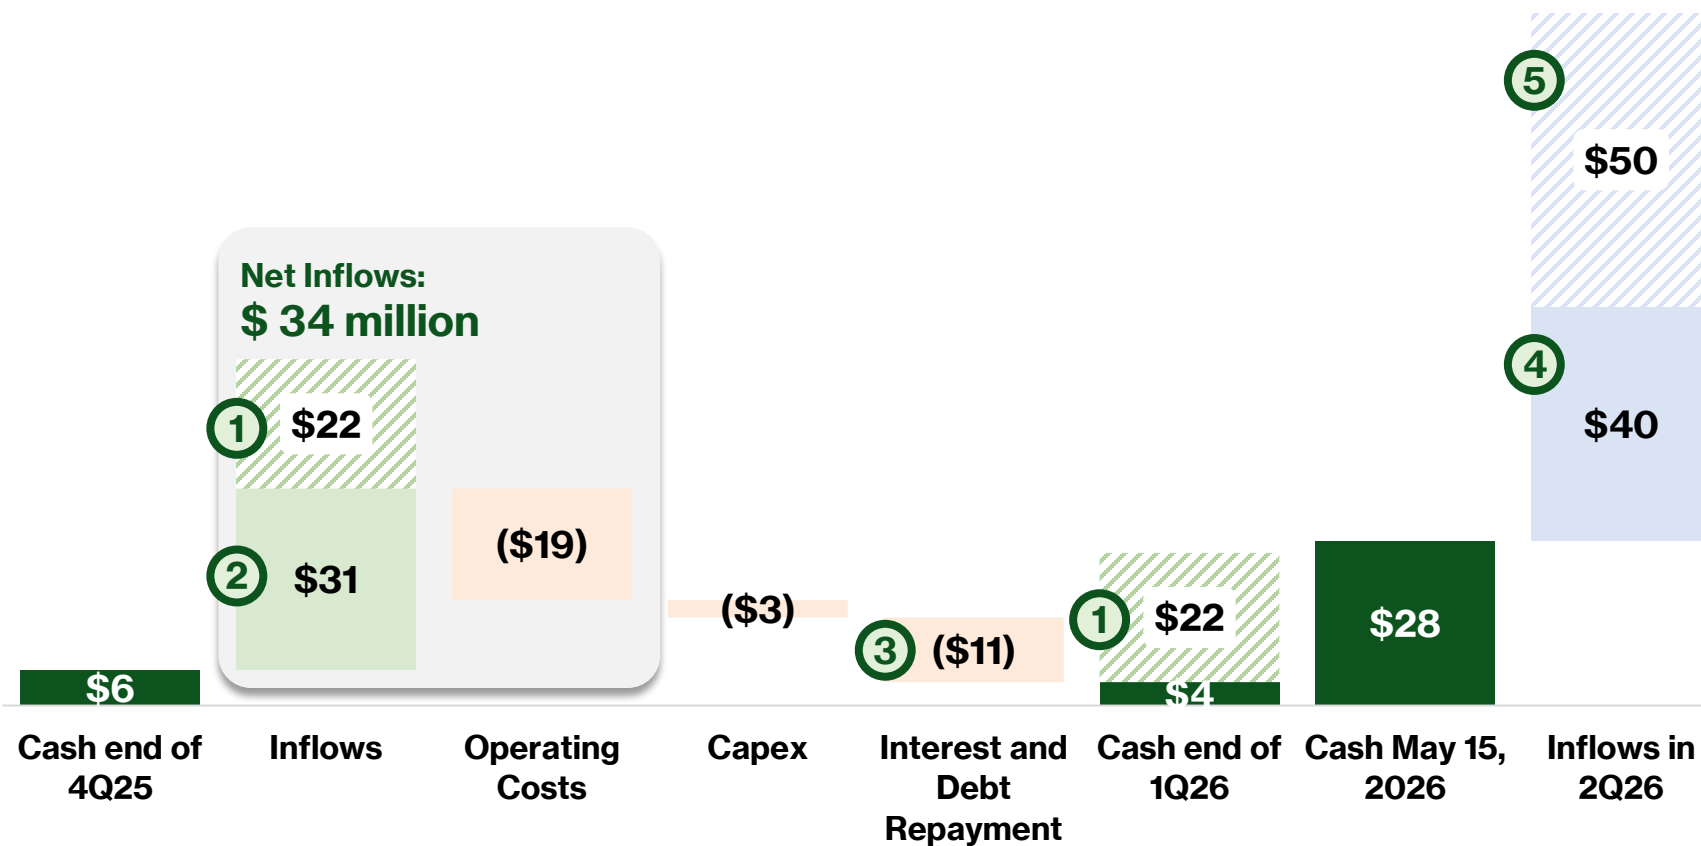 5
$50
Net Inflows:
$ 34 million
4
1
$22
$40
($19)
2
$31
($3)
3
($11)
1
$22
$28
$6
$4
Cash end of
4Q25
Inflows
Operating
Costs
Capex
Interest and
Debt
Repayment
Cash end of
1Q26
Cash May 15,
2026
Inflows in
2Q26